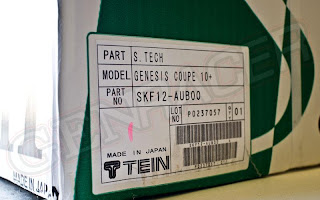 PART S.TECH
MODEL GENESIS COUPE 10+
PART NO SKF12-AUB00
LOT NO P0237057 01
MADE IN JAPAN
TEIN
MADE IN JAPAN
GENRACER